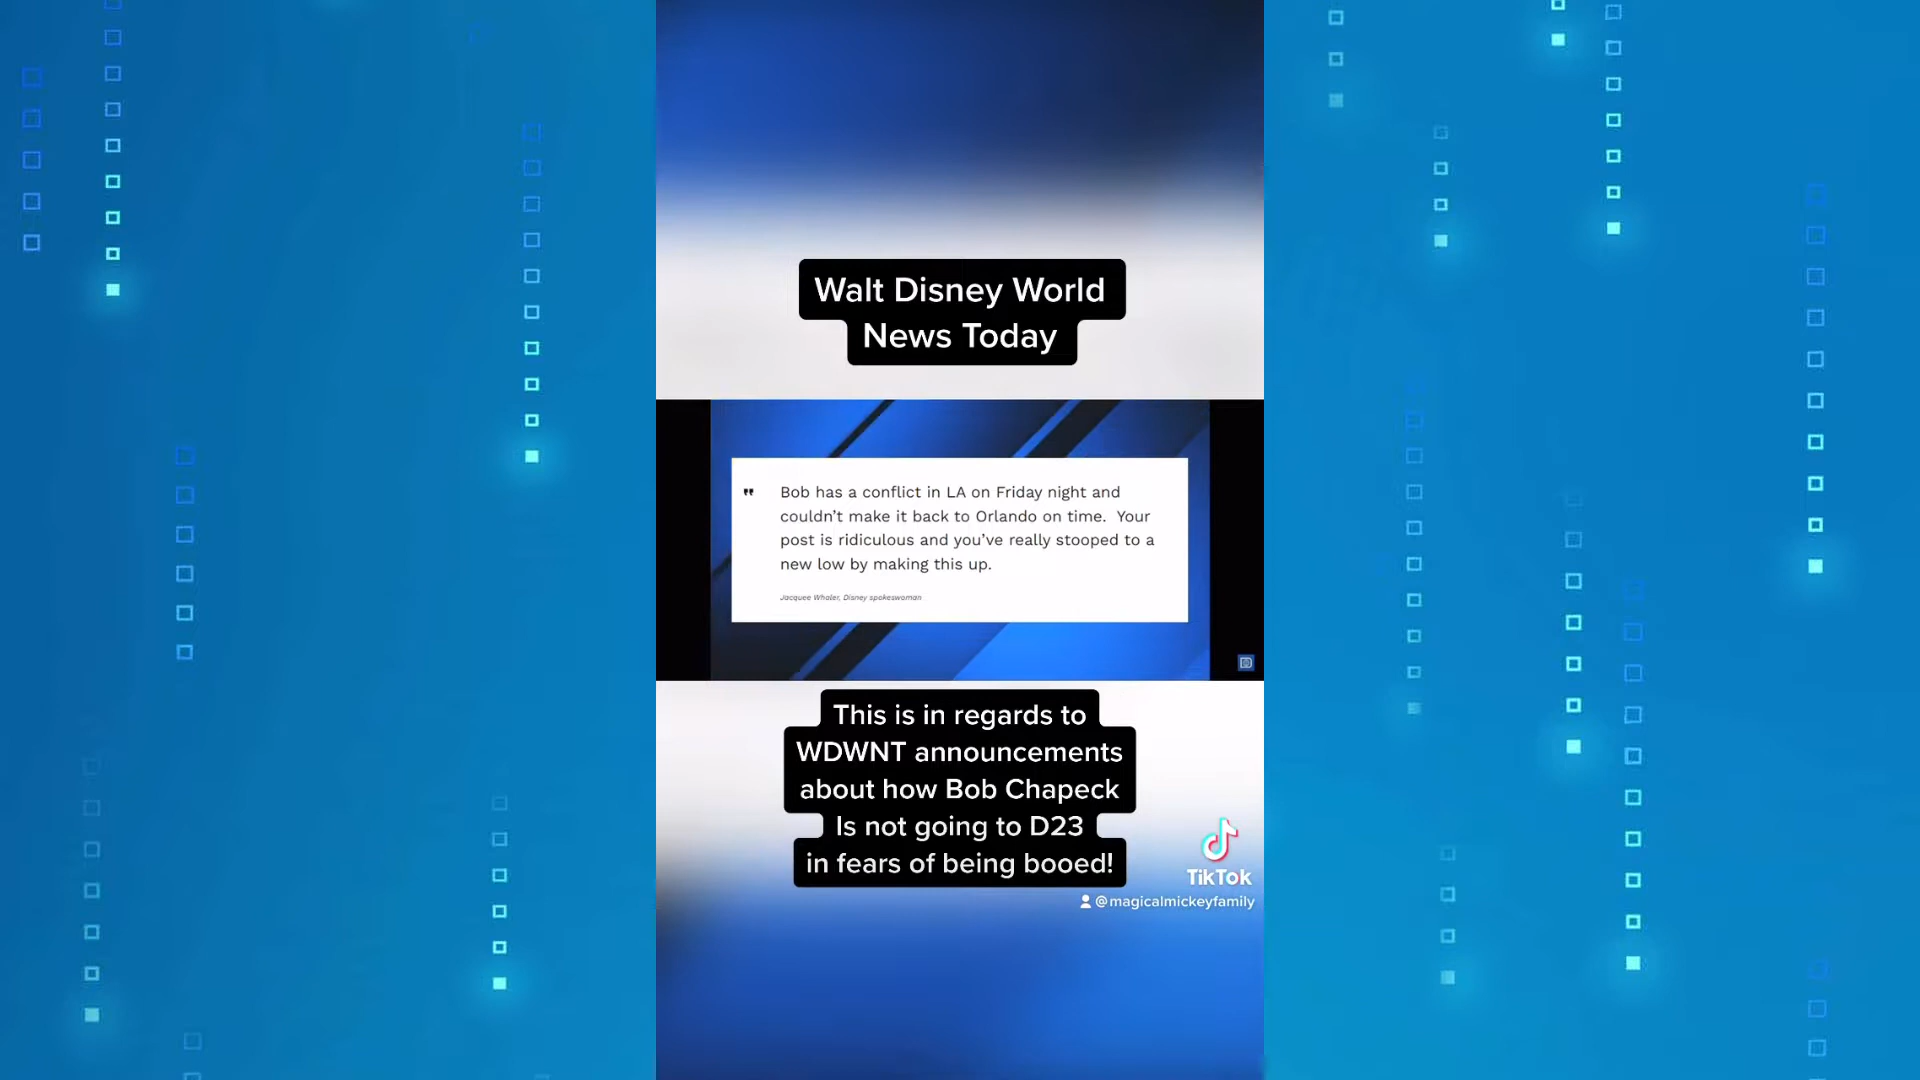 Walt Disney World
News Today
" Bob has a conflict in LA on Friday night and
couldn't make it back to Orlando on time. Your
post is ridiculous and you've really stooped to a
new low by making this up.
Jacquee Whaler, Disney spokeswoman
This is in regards to
WDWNT announcements
about how Bob Chapeck
Is not going to D23
in fears of being booed!
TikTok
@magicalmickeyfamily